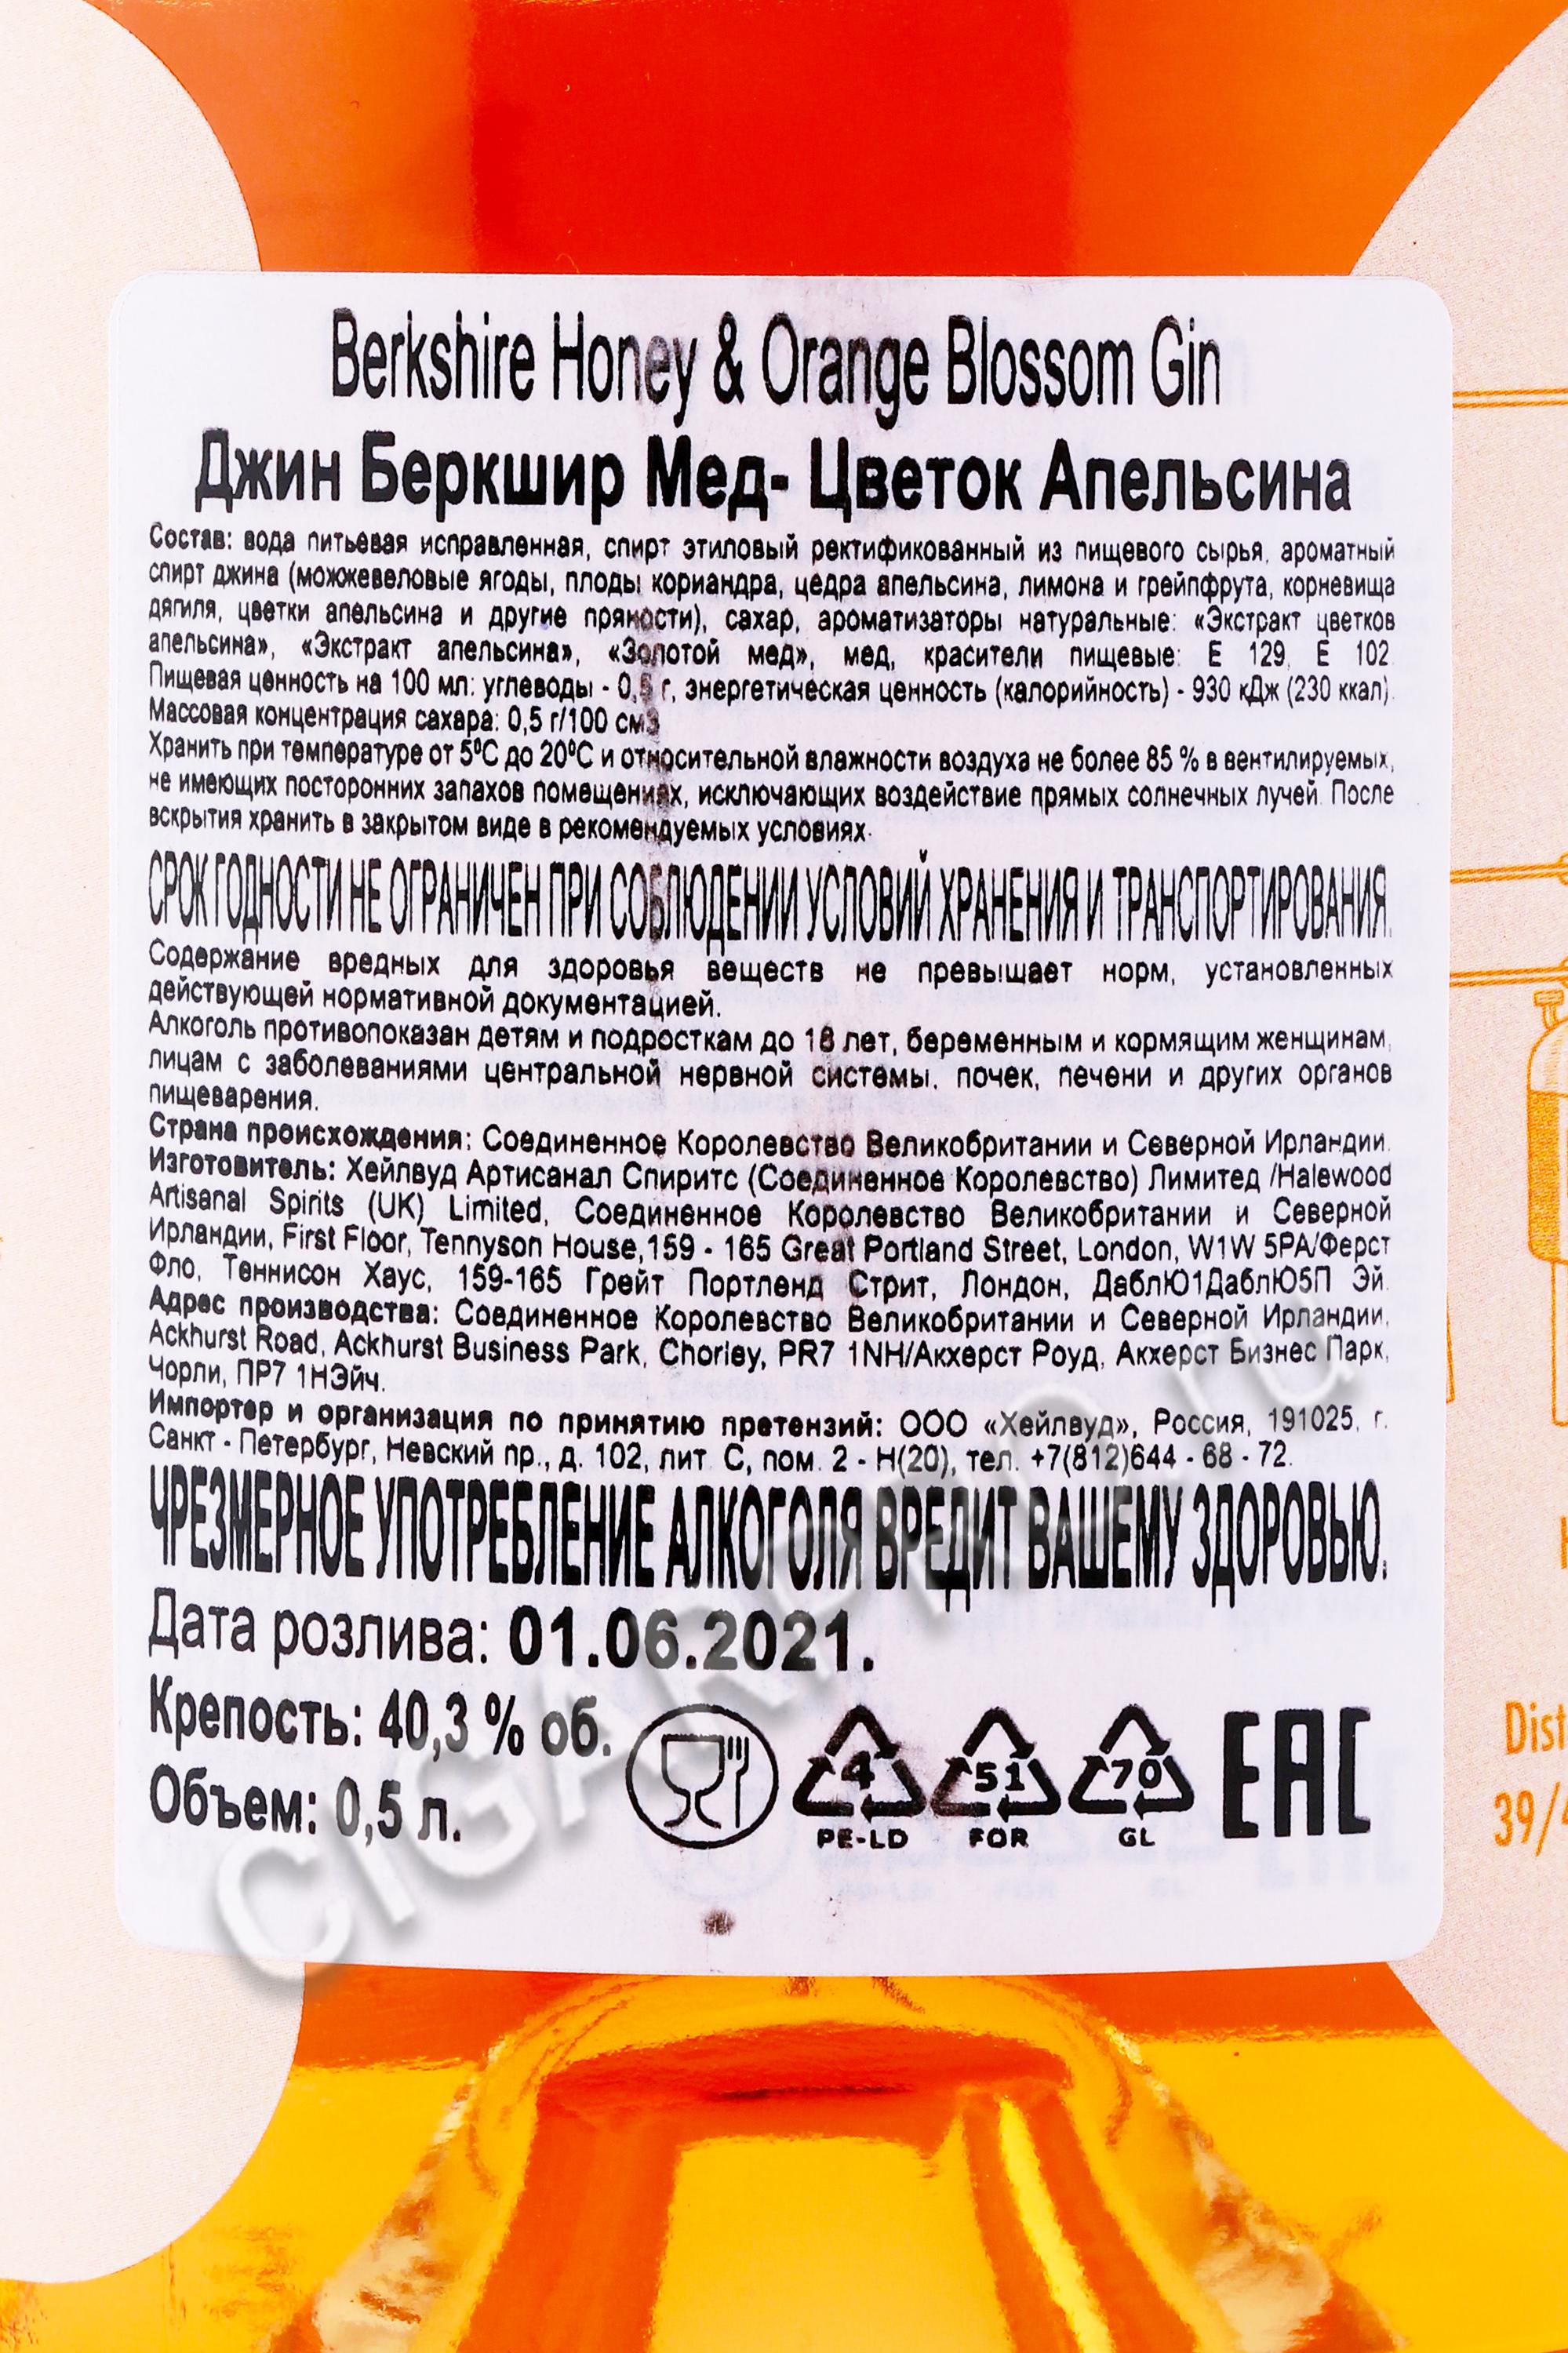 Berkshire Honey & Orange Blossom Gin
Джин Беркшир Мед- Цветок Апельсина
Состав: вода питьевая исправленная, спирт этиловый ректификованный из пищевого сырья, ароматный
спирт джина (можжевеловые ягоды, плоды кориандра, цедра апельсина, лимона и грейпфрута, корневища
дягиля, цветки апельсина и другие пряности), сахар, ароматизаторы натуральные: «Экстракт цветков
апельсина», «Экстракт апельсина», «Золотой мед», мед, красители пищевые: Е 129, Е 102.
Пищевая ценность на 100 мл: углеводы - 0,5 г, энергетическая ценность (калорийность) - 930 кДж (230 ккал).
Массовая концентрация сахара: 0,5 г/100 см3
Хранить при температуре от 5⁰С до 20⁰С и относительной влажности воздуха не более 85 % в вентилируемых,
не имеющих посторонних запахов помещениях, исключающих воздействие прямых солнечных лучей. После
вскрытия хранить в закрытом виде в рекомендуемых условиях.
СРОК ГОДНОСТИ НЕ ОГРАНИЧЕН ПРИ СОБЛЮДЕНИИ УСЛОВИЙ ХРАНЕНИЯ И ТРАНСПОРТИРОВАНИЯ.
Содержание вредных для здоровья веществ не превышает норм, установленных
действующей нормативной документацией.
Алкоголь противопоказан детям и подросткам до 18 лет, беременным и кормящим женщинам,
лицам с заболеваниями центральной нервной системы, почек, печени и других органов
пищеварения.
Страна происхождения: Соединенное Королевство Великобритании и Северной Ирландии.
Изготовитель: Хейлвуд Артисанал Спиритс (Соединенное Королевство) Лимитед /Halewood
Artisanal Spirits (UK) Limited, Соединенное Королевство Великобритании и Северной
Ирландии, First Floor, Tennyson House,159 - 165 Great Portland Street, London, W1W 5PA/Ферст
Фло, Теннисон Хаус, 159-165 Грейт Портленд Стрит, Лондон, ДаблЮ1ДаблЮ5П Эй.
Адрес производства: Соединенное Королевство Великобритании и Северной Ирландии,
Ackhurst Road, Ackhurst Business Park, Chorley, PR7 1NH/Акхерст Роуд, Акхерст Бизнес Парк,
Чорли, ПР7 1НЭйч.
Импортер и организация по принятию претензий: ООО «Хейлвуд», Россия, 191025, г.
Санкт - Петербург, Невский пр., д. 102, лит. С, пом. 2 - Н(20), тел. +7(812)644 - 68 - 72.
ЧРЕЗМЕРНОЕ УПОТРЕБЛЕНИЕ АЛКОГОЛЯ ВРЕДИТ ВАШЕМУ ЗДОРОВЬЮ.
Дата розлива: 01.06.2021.
Крепость: 40,3 % об.
Объем: 0,5 л.
4 51 70
PE-LD FOR GL
EAC
Dist
39/4